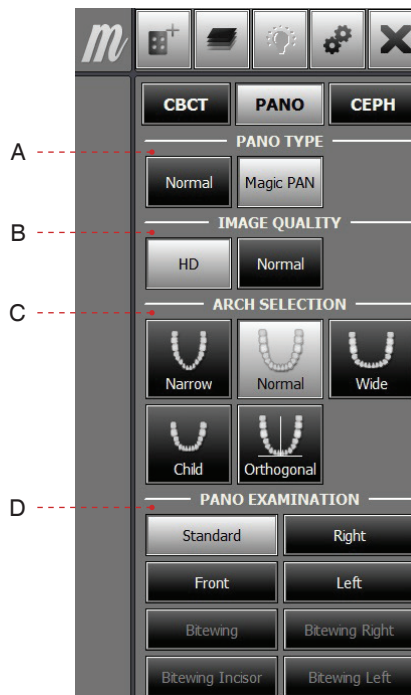 m
CBCT PANO CEPH
A
PANO TYPE
Normal Magic PAN
B
IMAGE QUALITY
HD Normal
C
ARCH SELECTION
Narrow Normal Wide
Child Orthogonal
D
PANO EXAMINATION
Standard Right
Front Left
Bitewing Bitewing Right
Bitewing Incisor Bitewing Left